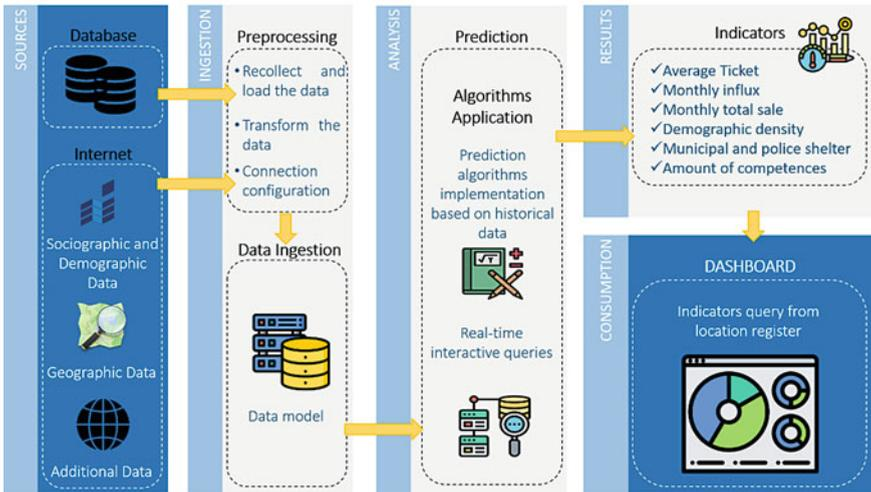 SOURCES
Database
Internet
Sociographic and
Demographic
Data
Geographic Data
Additional Data
INGESTION
Preprocessing
• Recollect and
load the data
• Transform the
data
• Connection
configuration
Data Ingestion
Data model
ANALYSIS
Prediction
Algorithms
Application
Prediction
algorithms
implementation
based on historical
data
√T
Real-time
interactive queries
RESULTS
Indicators
✓Average Ticket
✓Monthly influx
✓Monthly total sale
✓Demographic density
✓Municipal and police shelter
✓Amount of competences
CONSUMPTION
DASHBOARD
Indicators query from
location register